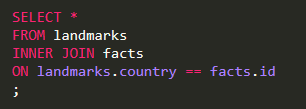 SELECT *
FROM landmarks
INNER JOIN facts
ON landmarks.country == facts.id
;